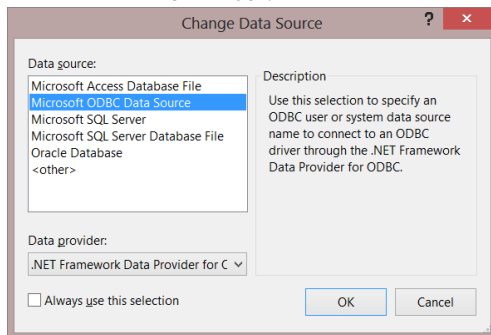 Change Data Source
?
×
Data source:
Microsoft Access Database File
Microsoft ODBC Data Source
Microsoft SQL Server
Microsoft SQL Server Database File
Oracle Database
<other>
Description
Use this selection to specify an
ODBC user or system data source
name to connect to an ODBC
driver through the .NET Framework
Data Provider for ODBC.
Data provider:
.NET Framework Data Provider for C
Always use this selection
OK
Cancel